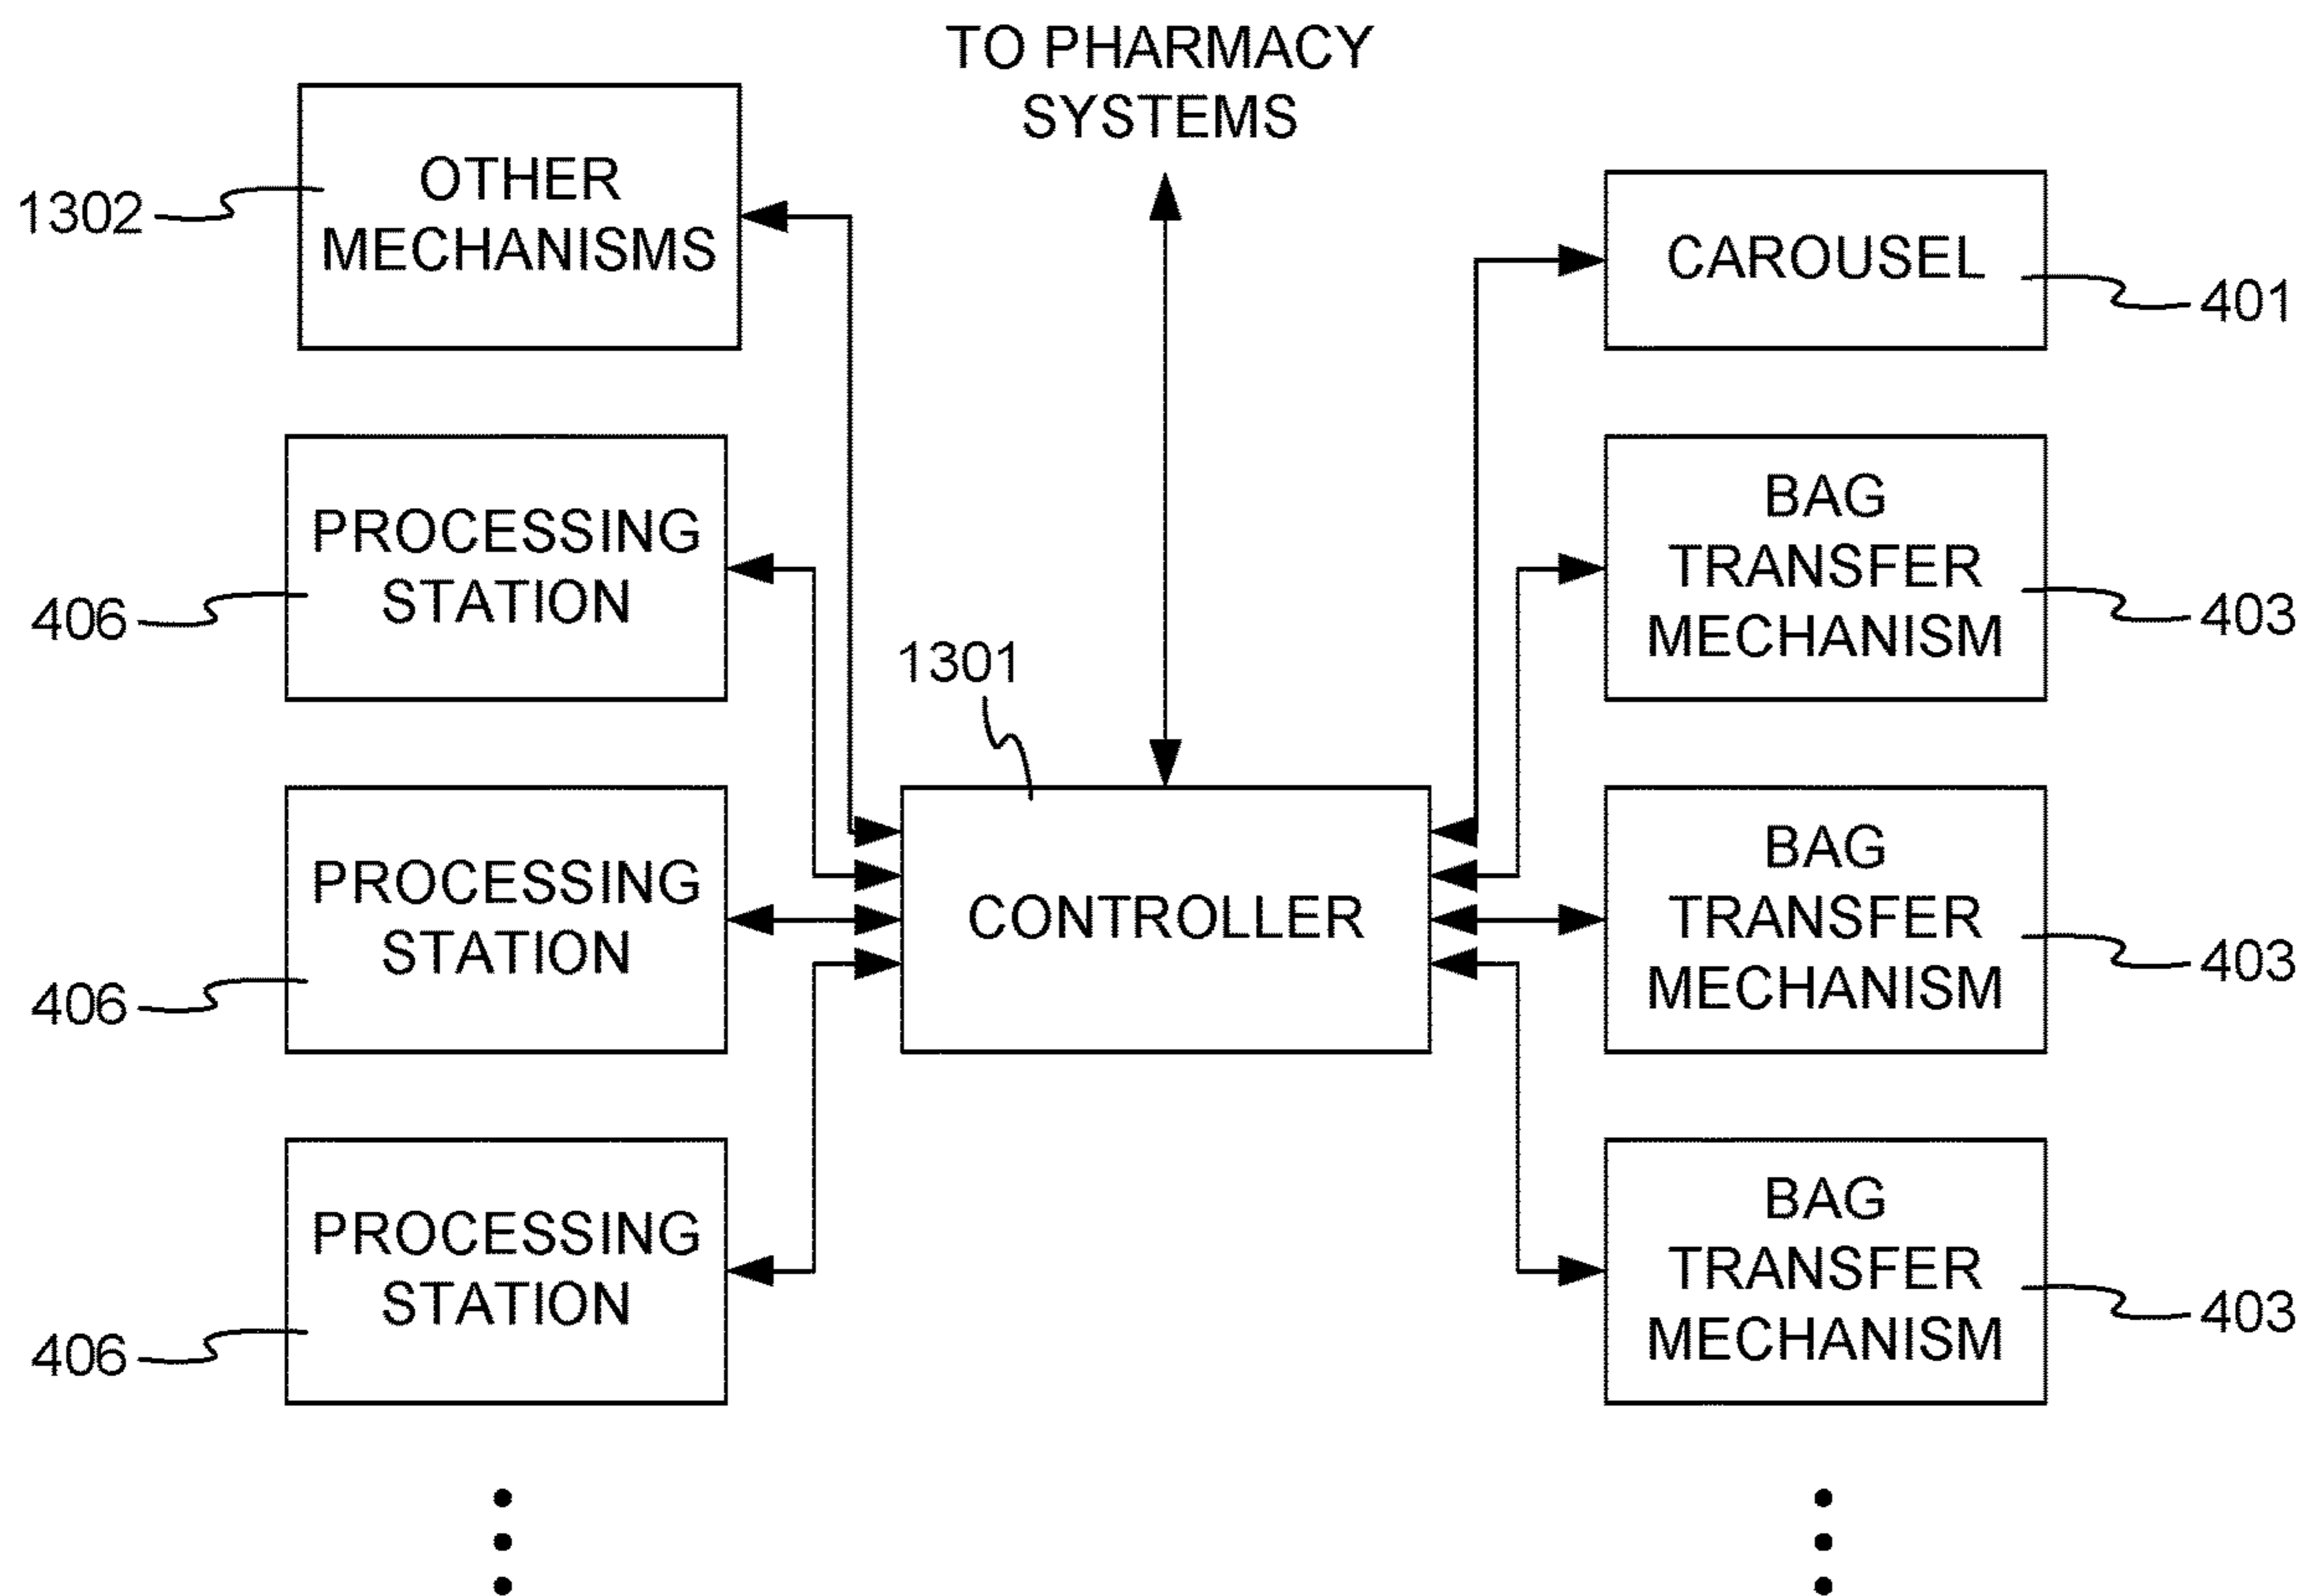 TO PHARMACY
SYSTEMS
OTHER
MECHANISMS
1302
CAROUSEL
401
PROCESSING
STATION
406
BAG
TRANSFER
MECHANISM
403
1301
PROCESSING
STATION
406
CONTROLLER
BAG
TRANSFER
MECHANISM
403
PROCESSING
STATION
406
BAG
TRANSFER
MECHANISM
403